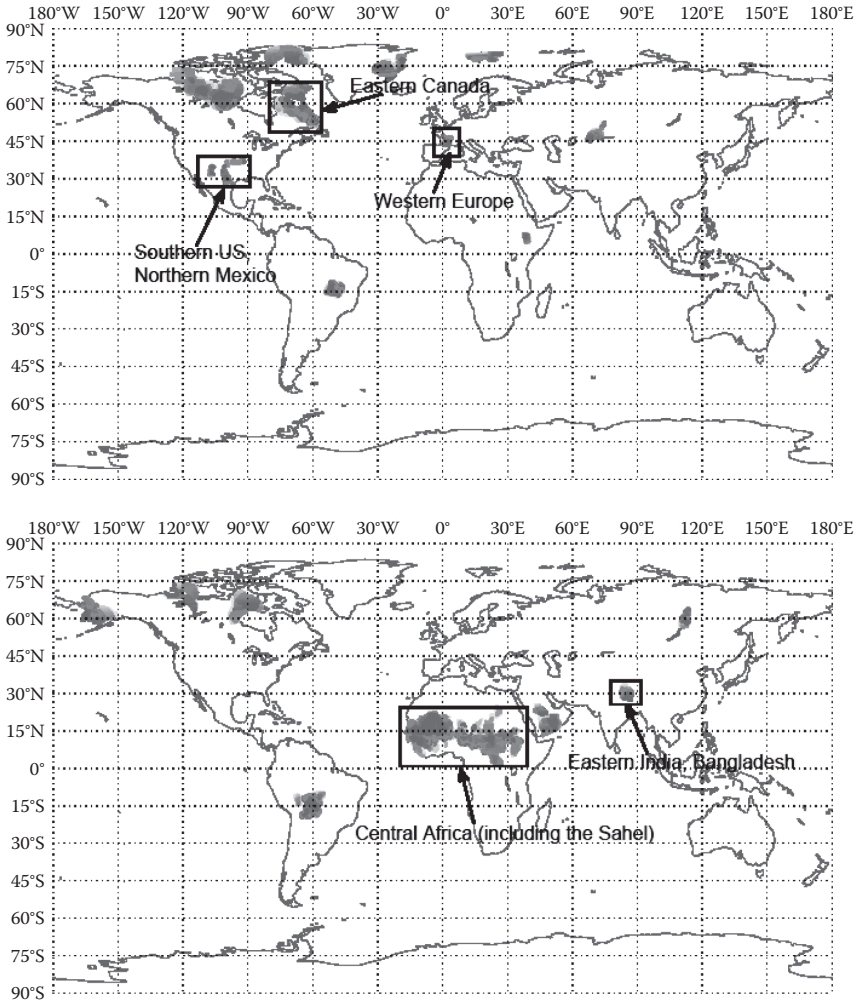 180°W 150°W 120°W 90°W 60°W 30°W 0° 30°E 60°E 90°E 120°E 150°E 180°E
90°N
75°N
Eastern Canada
60°N
45°N
30°N
Western Europe
15°N
0°
Southern US,
Northern Mexico
15°S
30°S
45°S
60°S
75°S
90°S
180°W 150°W 120°W 90°W 60°W 30°W 0° 30°E 60°E 90°E 120°E 150°E 180°E
90°N
75°N
60°N
45°N
30°N
15°N
Eastern India, Bangladesh
0°
15°S
Central Africa (including the Sahel)
30°S
45°S
60°S
75°S
90°S